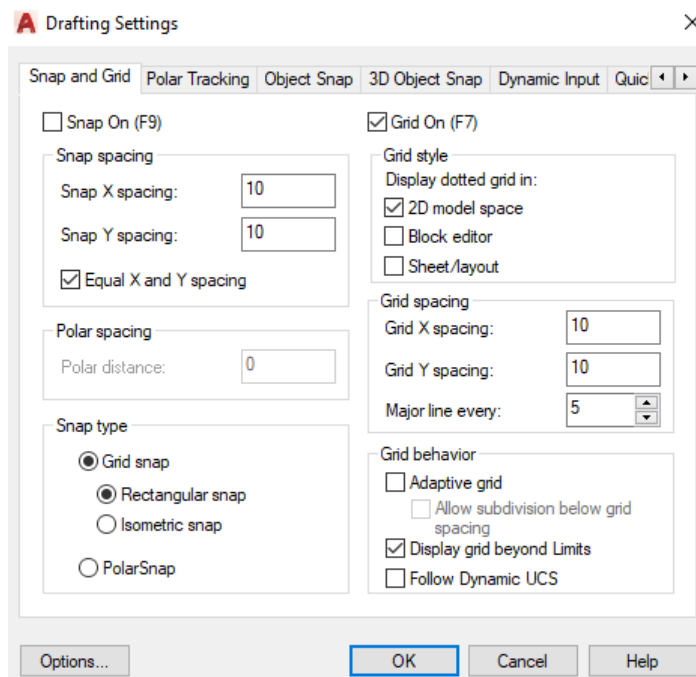 Drafting Settings
Snap and Grid Polar Tracking Object Snap 3D Object Snap Dynamic Input Quic
Snap On (F9)
Snap spacing
Snap X spacing: 10
Snap Y spacing: 10
Equal X and Y spacing
Polar spacing
Polar distance: 0
Snap type
Grid snap
Rectangular snap
Isometric snap
PolarSnap
Grid On (F7)
Grid style
Display dotted grid in:
2D model space
Block editor
Sheet/layout
Grid spacing
Grid X spacing: 10
Grid Y spacing: 10
Major line every: 5
Grid behavior
Adaptive grid
Allow subdivision below grid
spacing
Display grid beyond Limits
Follow Dynamic UCS
Options... OK Cancel Help